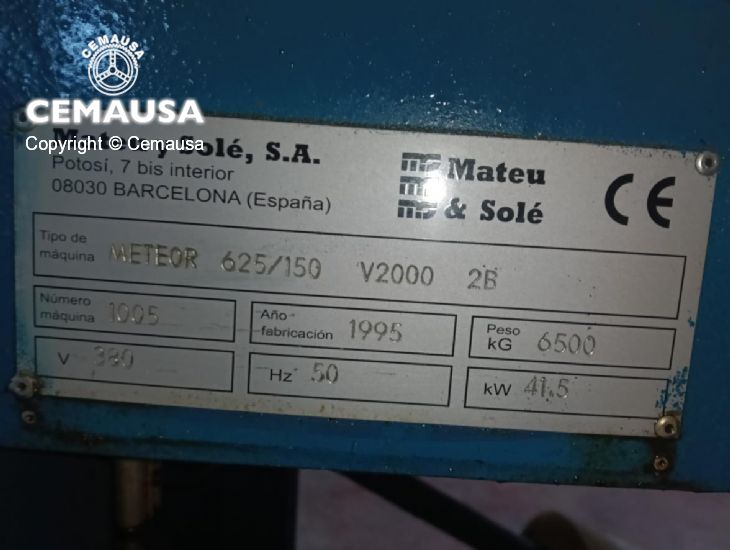 CEMAUSA
CEMAUSA
Copyright © Cemausa
Mateu y Solé, S.A.
Potosí, 7 bis interior
08030 BARCELONA (España)
Mateu
& Solé
CE
Tipo de
máquina METEOR 625/150 V2000 2B
Número
máquina 1005
Año
fabricación 1995
Peso
kG 6500
V 380
Hz 50
kW 41,5